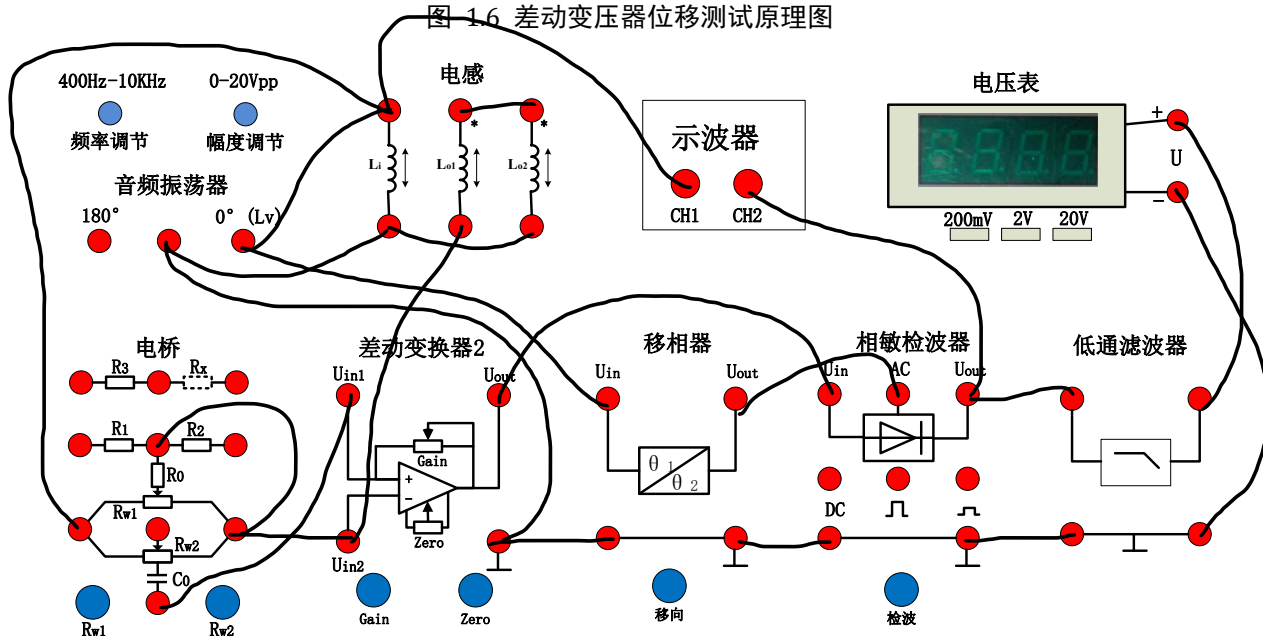 图 1.6 差动变压器位移测试原理图
400Hz-10KHz
0-20Vpp
频率调节
幅度调节
音频振荡器
180°
0° (Lv)
电感
*
*
Li
Lo1
Lo2
示波器
CH1
CH2
电压表
+
U
−
200mV
2V
20V
电桥
R3
Rx
R1
R2
R0
Rw1
Rw2
C0
Rw1
Rw2
差动变换器2
Uin1
Uout
Gain
+
−
Zero
Uin2
Gain
Zero
移相器
Uin
Uout
θ1
θ2
移向
相敏检波器
Uin
AC
Uout
DC
检波
低通滤波器